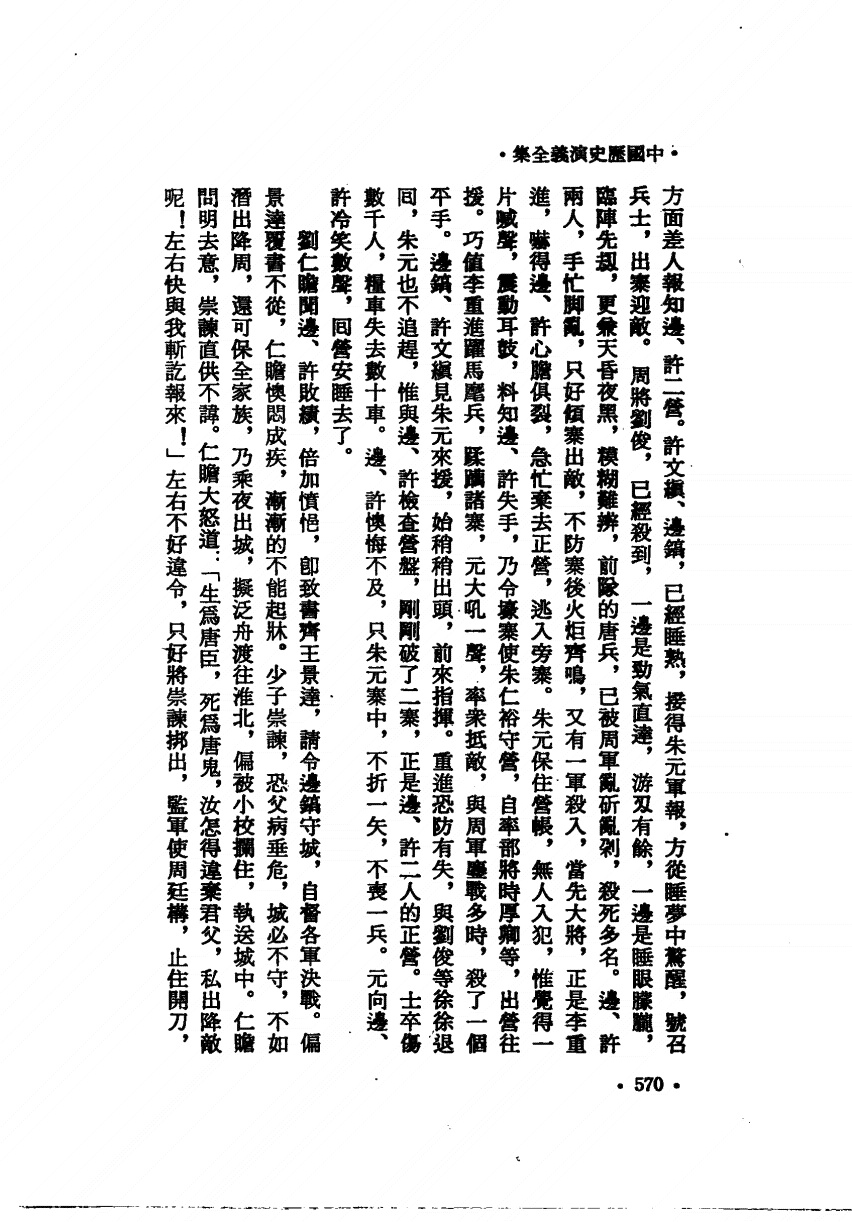 •中國歷史演義全集•
方面差人報知邊、許二營。許文縝、邊鎬，已經睡熟，接得朱元軍報，方從睡夢中驚醒，號召
兵士，出寨迎敵。周將劉俊，已經殺到，一邊是勁氣直達，游刃有餘，一邊是睡眼朦朧，
臨陣先怯，更兼天昏夜黑，模糊難辨，前隊的唐兵，已被周軍亂斫亂剁，殺死多名。邊、許
兩人，手忙脚亂，只好傾寨出敵，不防寨後火炬齊鳴，又有一軍殺入，當先大將，正是李重
進，嚇得邊、許心膽俱裂，急忙棄去正營，逃入旁寨。朱元保住營帳，無人入犯，惟覺得一
片喊聲，震動耳鼓，料知邊、許失手，乃令壕寨使朱仁裕守營，自率部將時厚卿等，出營往
援。巧值李重進躍馬麾兵，蹂躪諸寨，元大吼一聲，率衆抵敵，與周軍鏖戰多時，殺了一個
平手。邊鎬、許文縝見朱元來援，始稍稍出頭，前來指揮。重進恐防有失，與劉俊等徐徐退
回，朱元也不追趕，惟與邊、許檢查營盤，剛剛破了二寨，正是邊、許二人的正營。士卒傷
數千人，糧車失去數十車。邊、許懊悔不及，只朱元寨中，不折一矢，不喪一兵。元向邊、
許冷笑數聲，回營安睡去了。
劉仁贍聞邊、許敗績，倍加憤悒，卽致書齊王景達，請令邊鎬守城，自督各軍決戰。偏
景達覆書不從，仁贍懊悶成疾，漸漸的不能起牀。少子崇諫，恐父病垂危，城必不守，不如
潛出降周，還可保全家族，乃乘夜出城，擬泛舟渡往淮北，偏被小校攔住，執送城中。仁贍
問明去意，崇諫直供不諱。仁贍大怒道：「生爲唐臣，死爲唐鬼，汝怎得違棄君父，私出降敵
呢！左右快與我斬訖報來！」左右不好違令，只好將崇諫綁出，監軍使周廷構，止住開刀，
•570•